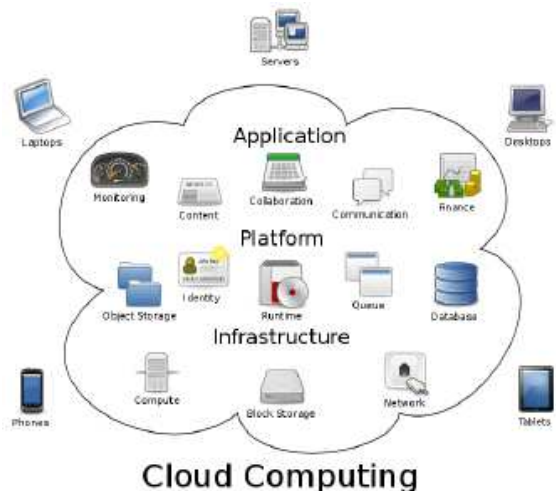 Servers
Laptops
Desktops
Application
Monitoring
Content
Collaboration
Communication
Finance
Platform
Object Storage
Identity
Runtime
Queue
Database
Infrastructure
Compute
Block Storage
Network
Phones
Tablets
Cloud Computing